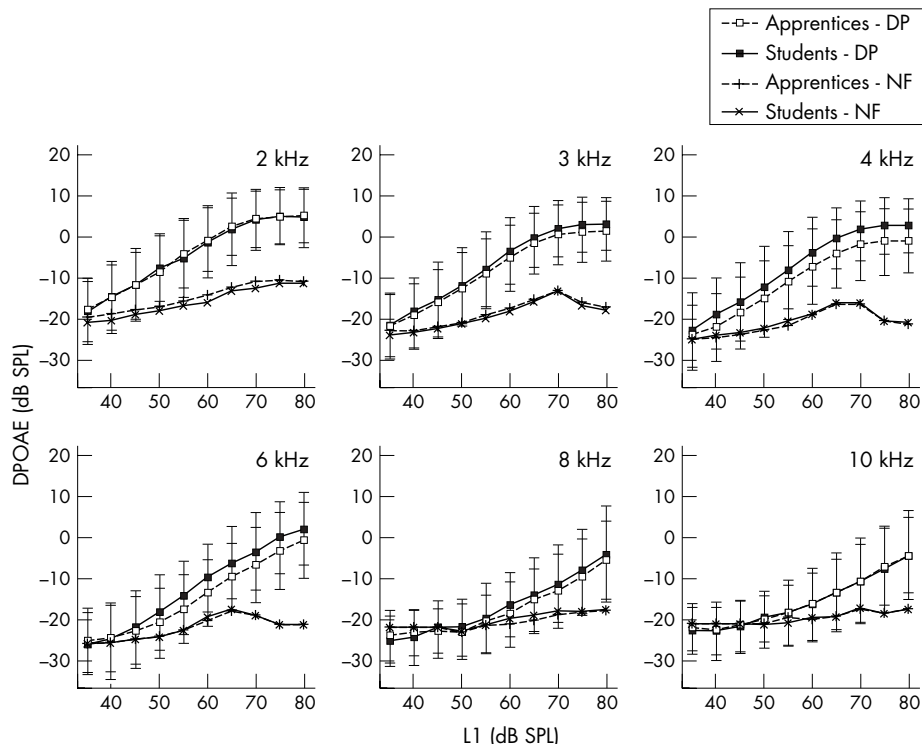 Apprentices - DP
Students - DP
Apprentices - NF
Students - NF
DPOAE (dB SPL)
2 kHz
20
10
0
–10
–20
–30
40 50 60 70 80
3 kHz
20
10
0
–10
–20
–30
40 50 60 70 80
4 kHz
20
10
0
–10
–20
–30
40 50 60 70 80
6 kHz
20
10
0
–10
–20
–30
40 50 60 70 80
8 kHz
20
10
0
–10
–20
–30
40 50 60 70 80
10 kHz
20
10
0
–10
–20
–30
40 50 60 70 80
L1 (dB SPL)